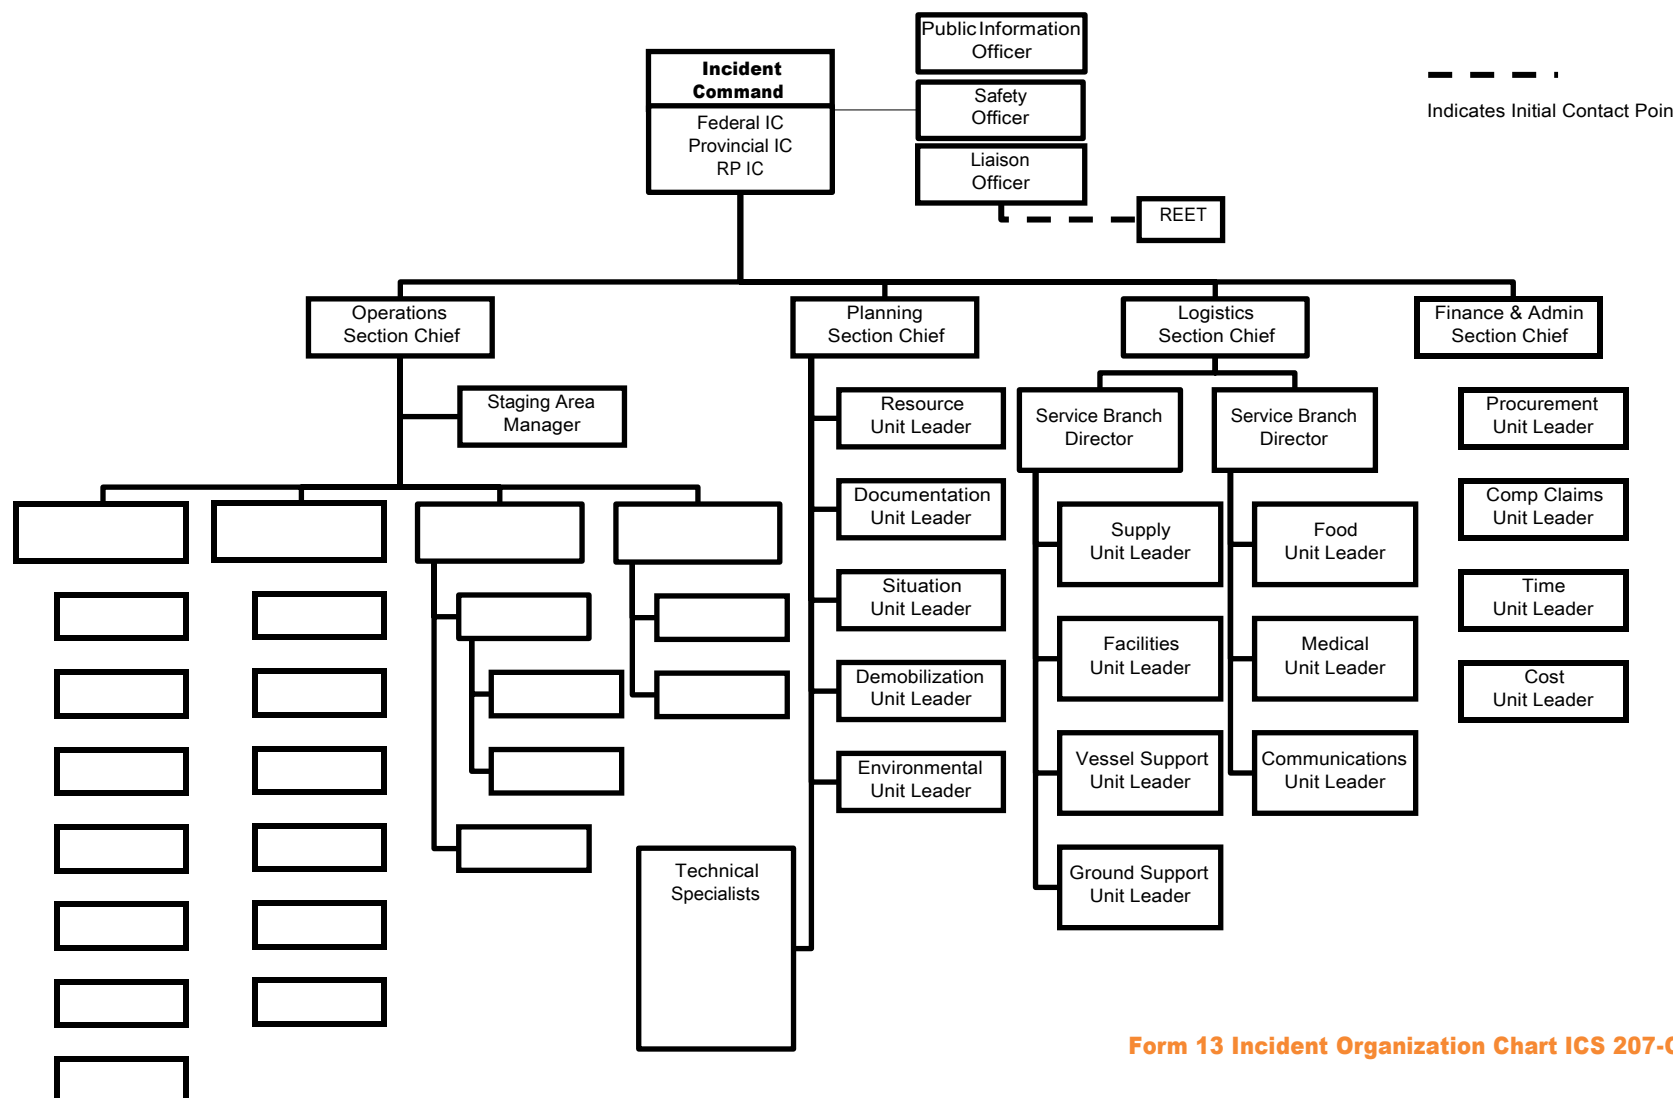 Public Information
Officer
Incident
Command
Federal IC
Provincial IC
RP IC
Safety
Officer
Liaison
Officer
REET
Indicates Initial Contact Poin
Operations
Section Chief
Planning
Section Chief
Logistics
Section Chief
Finance & Admin
Section Chief
Staging Area
Manager
Resource
Unit Leader
Documentation
Unit Leader
Situation
Unit Leader
Demobilization
Unit Leader
Environmental
Unit Leader
Technical
Specialists
Service Branch
Director
Supply
Unit Leader
Facilities
Unit Leader
Vessel Support
Unit Leader
Ground Support
Unit Leader
Service Branch
Director
Food
Unit Leader
Medical
Unit Leader
Communications
Unit Leader
Procurement
Unit Leader
Comp Claims
Unit Leader
Time
Unit Leader
Cost
Unit Leader
Form 13 Incident Organization Chart ICS 207-C